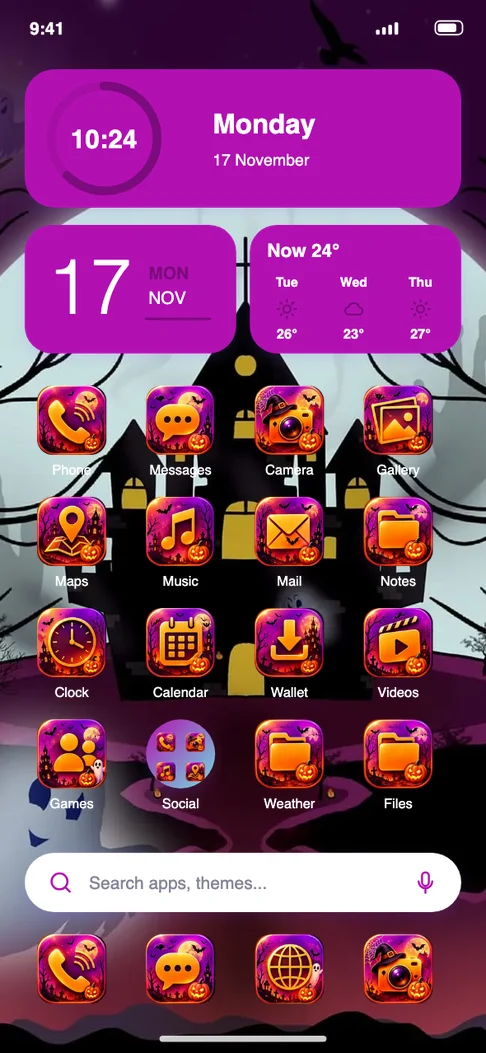 9:41
10:24
Monday
17 November
17
MON
NOV
Now 24°
Tue Wed Thu
26° 23° 27°
Phone Messages Camera Gallery
Maps Music Mail Notes
Clock Calendar Wallet Videos
Games Social Weather Files
Search apps, themes...